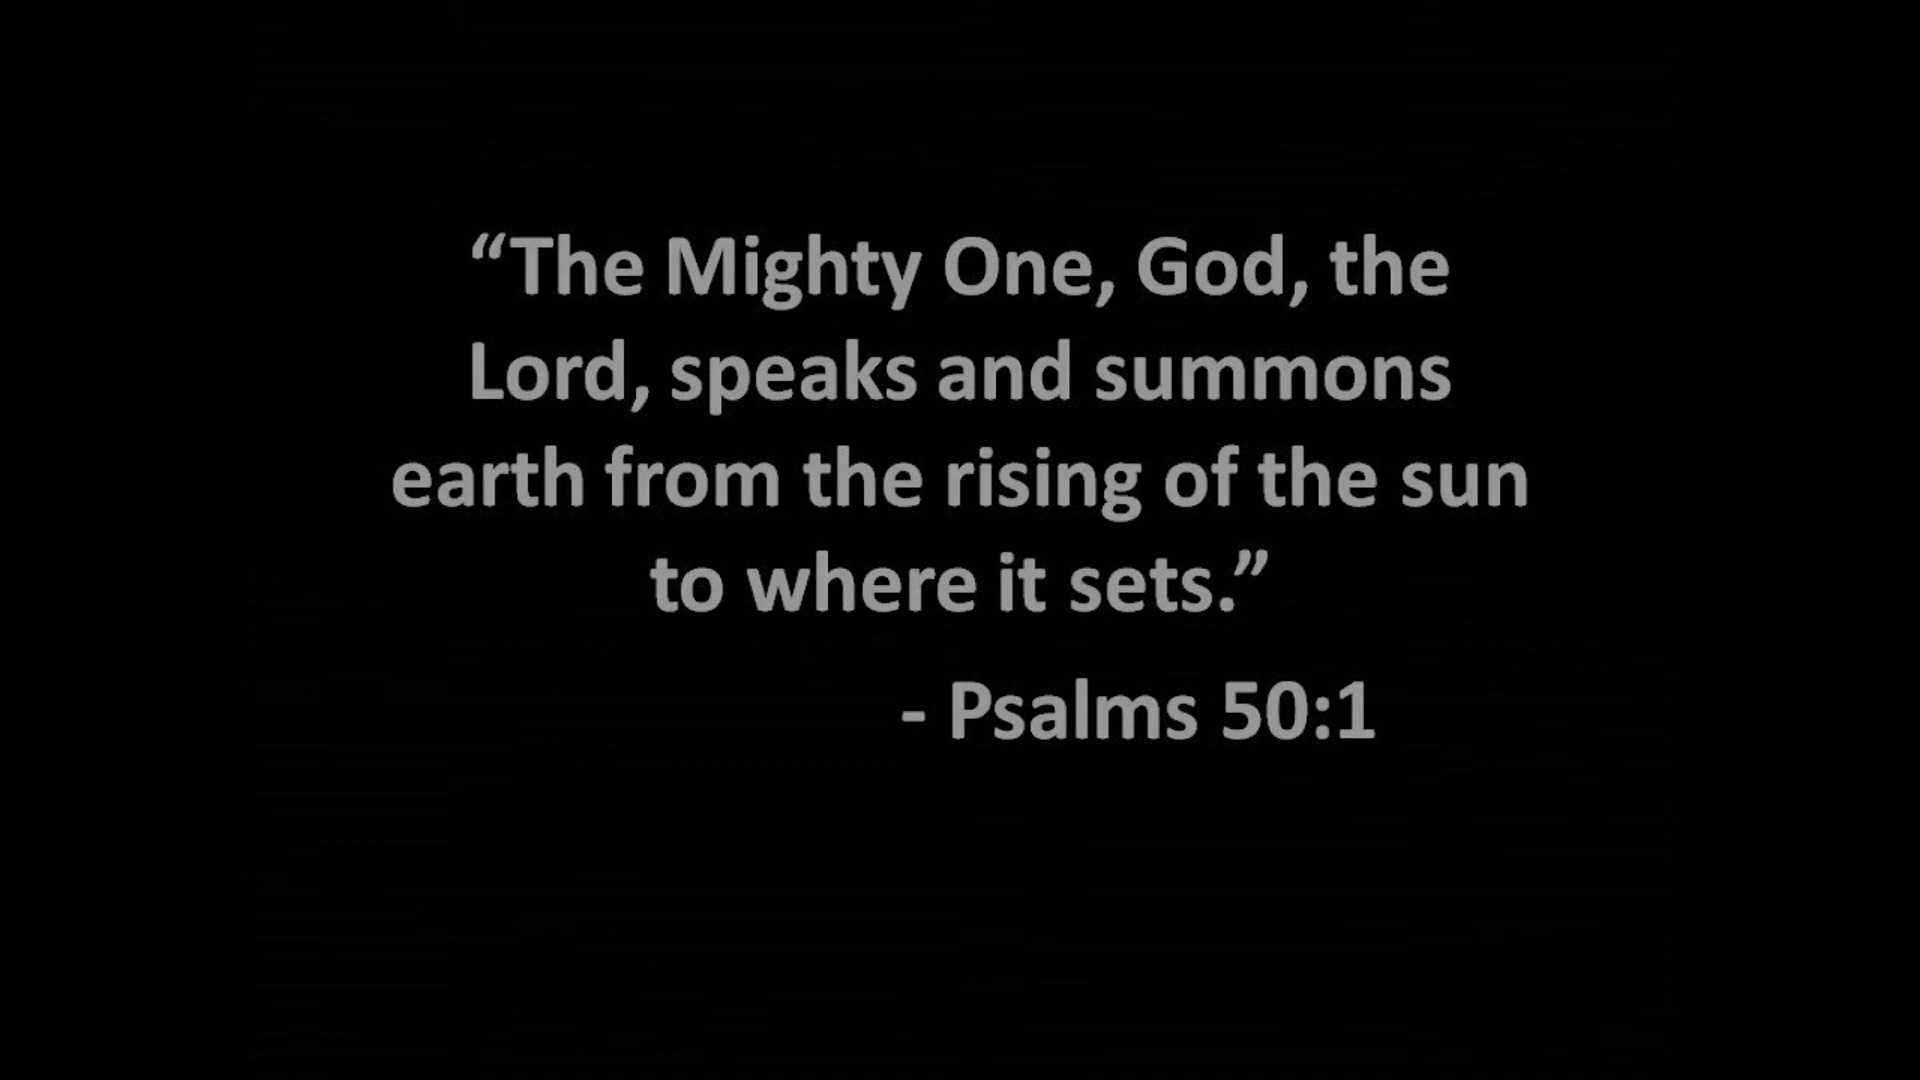 “The Mighty One, God, the
Lord, speaks and summons
earth from the rising of the sun
to where it sets.”
- Psalms 50:1